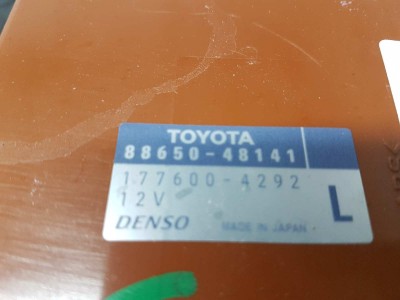 TOYOTA
88650-48141
177600-4292
12V
L
DENSO MADE IN JAPAN